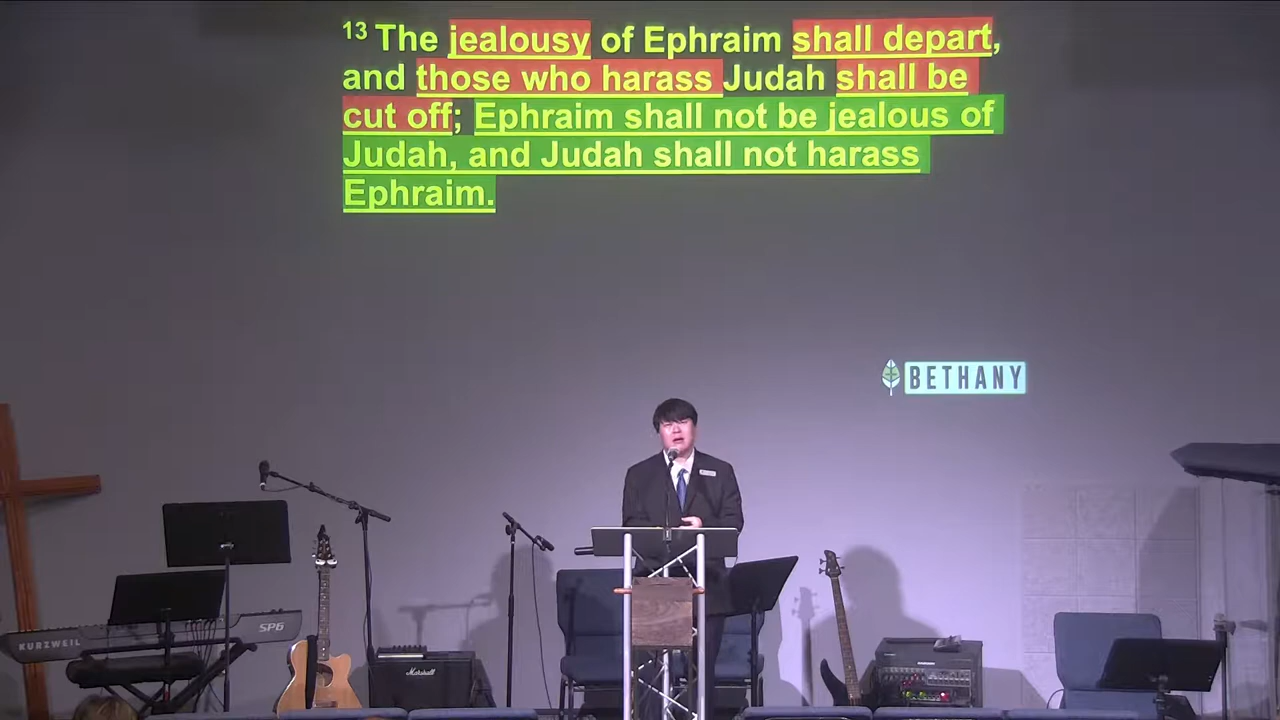 13 The jealousy of Ephraim shall depart,
and those who harass Judah shall be
cut off; Ephraim shall not be jealous of
Judah, and Judah shall not harass
Ephraim.
BETHANY
KURZWEIL
SP6
Marshall